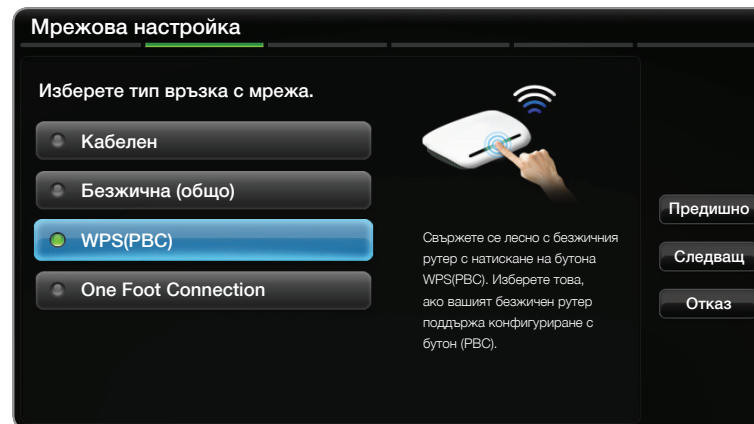 Мрежова настройка
Изберете тип връзка с мрежа.
Кабелен
Безжична (общо)
WPS(PBC)
One Foot Connection
Свържете се лесно с безжичния
рутер с натискане на бутона
WPS(PBC). Изберете това,
ако вашият безжичен рутер
поддържа конфигуриране с
бутон (PBC).
Предишно
Следващ
Отказ